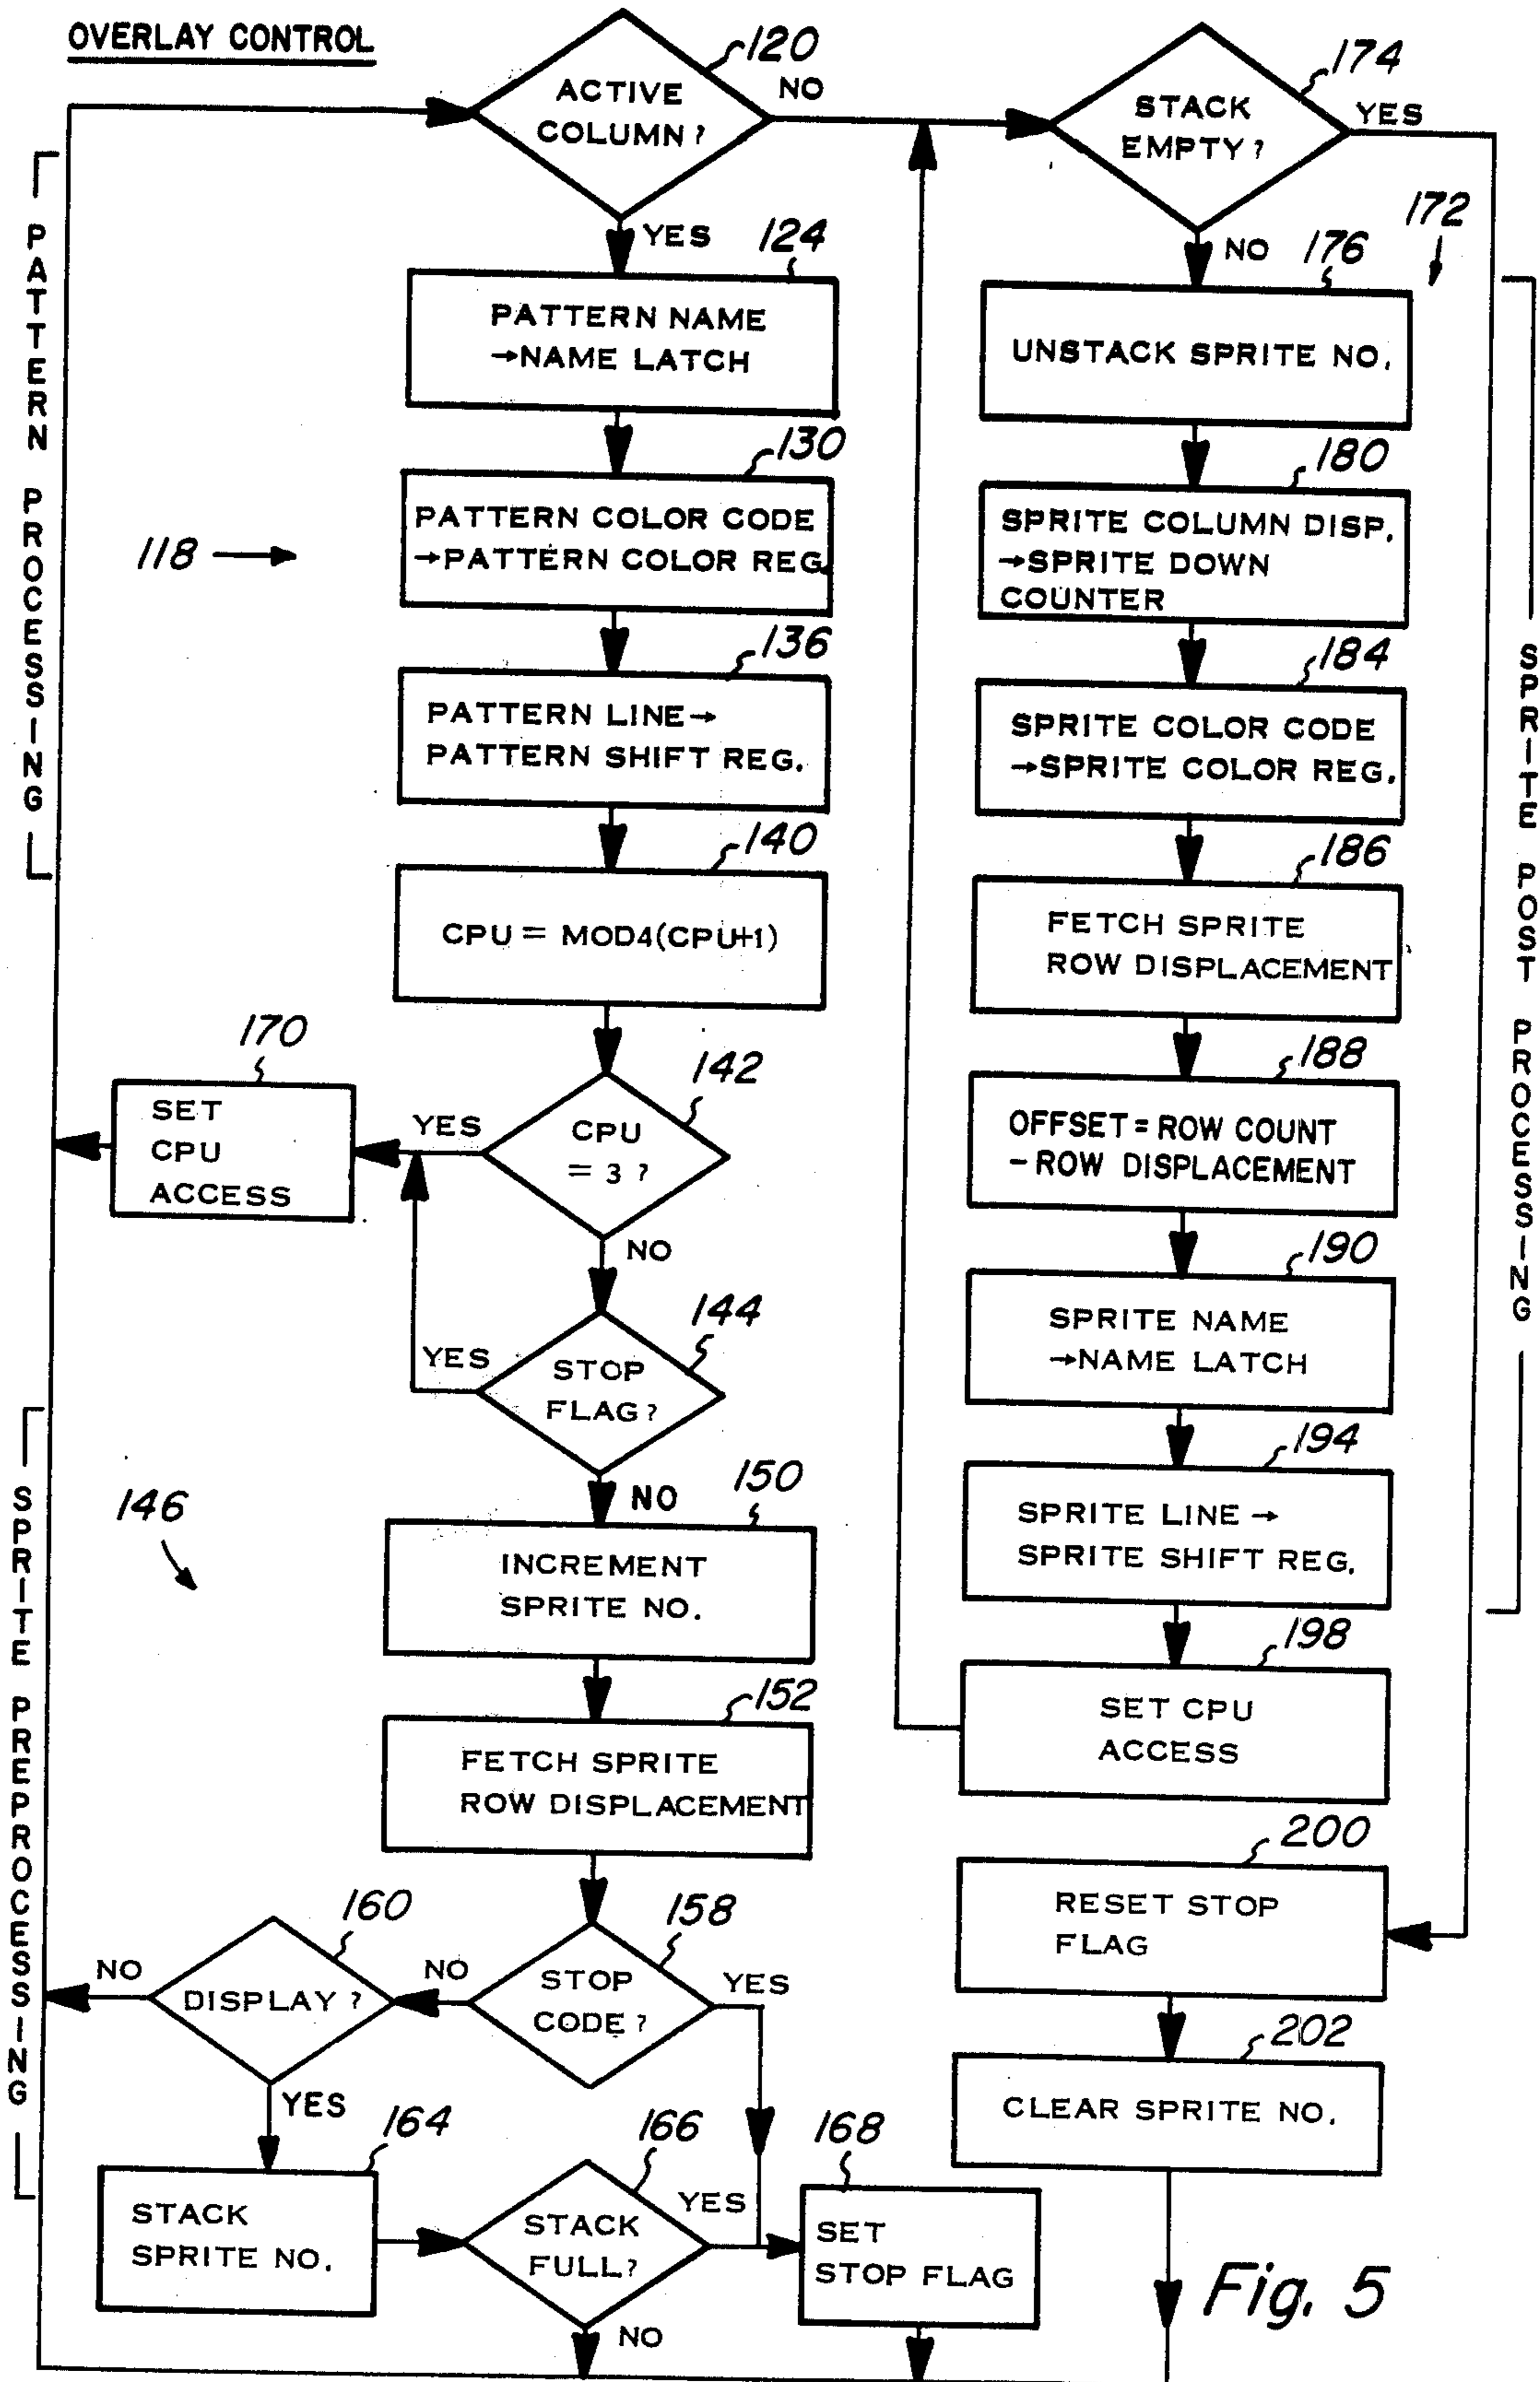 OVERLAY CONTROL
120
ACTIVE
COLUMN?
NO
YES
124
PATTERN NAME
→NAME LATCH
130
PATTERN COLOR CODE
→PATTERN COLOR REG.
118
136
PATTERN LINE→
PATTERN SHIFT REG.
140
CPU = MOD4(CPU+1)
PATTERN PROCESSING
142
CPU
= 3 ?
YES
170
SET
CPU
ACCESS
NO
144
STOP
FLAG?
YES
NO
146
150
INCREMENT
SPRITE NO.
152
FETCH SPRITE
ROW DISPLACEMENT
158
STOP
CODE?
NO
YES
160
DISPLAY?
NO
YES
164
STACK
SPRITE NO.
166
STACK
FULL?
YES
NO
168
SET
STOP FLAG
SPRITE PREPROCESSING
174
STACK
EMPTY?
YES
NO
172
176
UNSTACK SPRITE NO.
180
SPRITE COLUMN DISP.
→SPRITE DOWN
COUNTER
184
SPRITE COLOR CODE
→SPRITE COLOR REG.
186
FETCH SPRITE
ROW DISPLACEMENT
188
OFFSET = ROW COUNT
- ROW DISPLACEMENT
190
SPRITE NAME
→NAME LATCH
194
SPRITE LINE →
SPRITE SHIFT REG.
198
SET CPU
ACCESS
SPRITE POST PROCESSING
200
RESET STOP
FLAG
202
CLEAR SPRITE NO.
Fig. 5